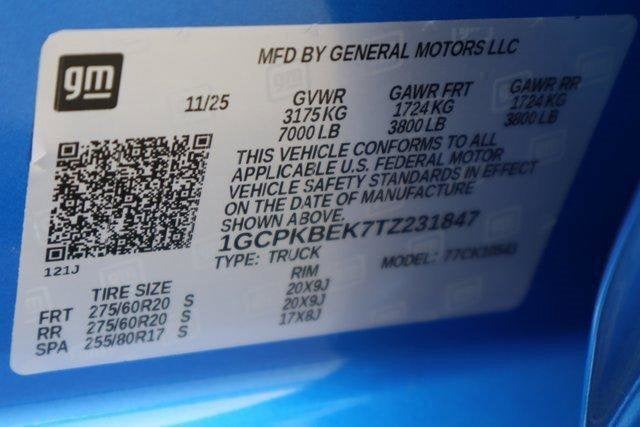 gm
MFD BY GENERAL MOTORS LLC
11/25
GVWR
3175 KG
7000 LB
GAWR FRT
1724 KG
3800 LB
GAWR RR
1724 KG
3800 LB
THIS VEHICLE CONFORMS TO ALL
APPLICABLE U.S. FEDERAL MOTOR
VEHICLE SAFETY STANDARDS IN EFFECT
ON THE DATE OF MANUFACTURE
SHOWN ABOVE.
1GCPKBEK7TZ231847
TYPE: TRUCK
MODEL:
121J
TIRE SIZE RIM
FRT 275/60R20 S 20X9J
RR 275/60R20 S 20X9J
SPA 255/80R17 S 17X8J